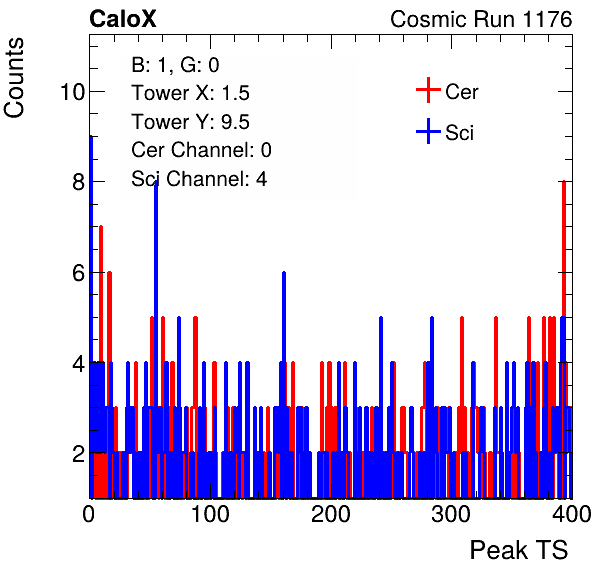 CaloX Cosmic Run 1176
Counts
B: 1, G: 0
Tower X: 1.5
Tower Y: 9.5
Cer Channel: 0
Sci Channel: 4
Cer
Sci
10
8
6
4
2
0 100 200 300 400
Peak TS